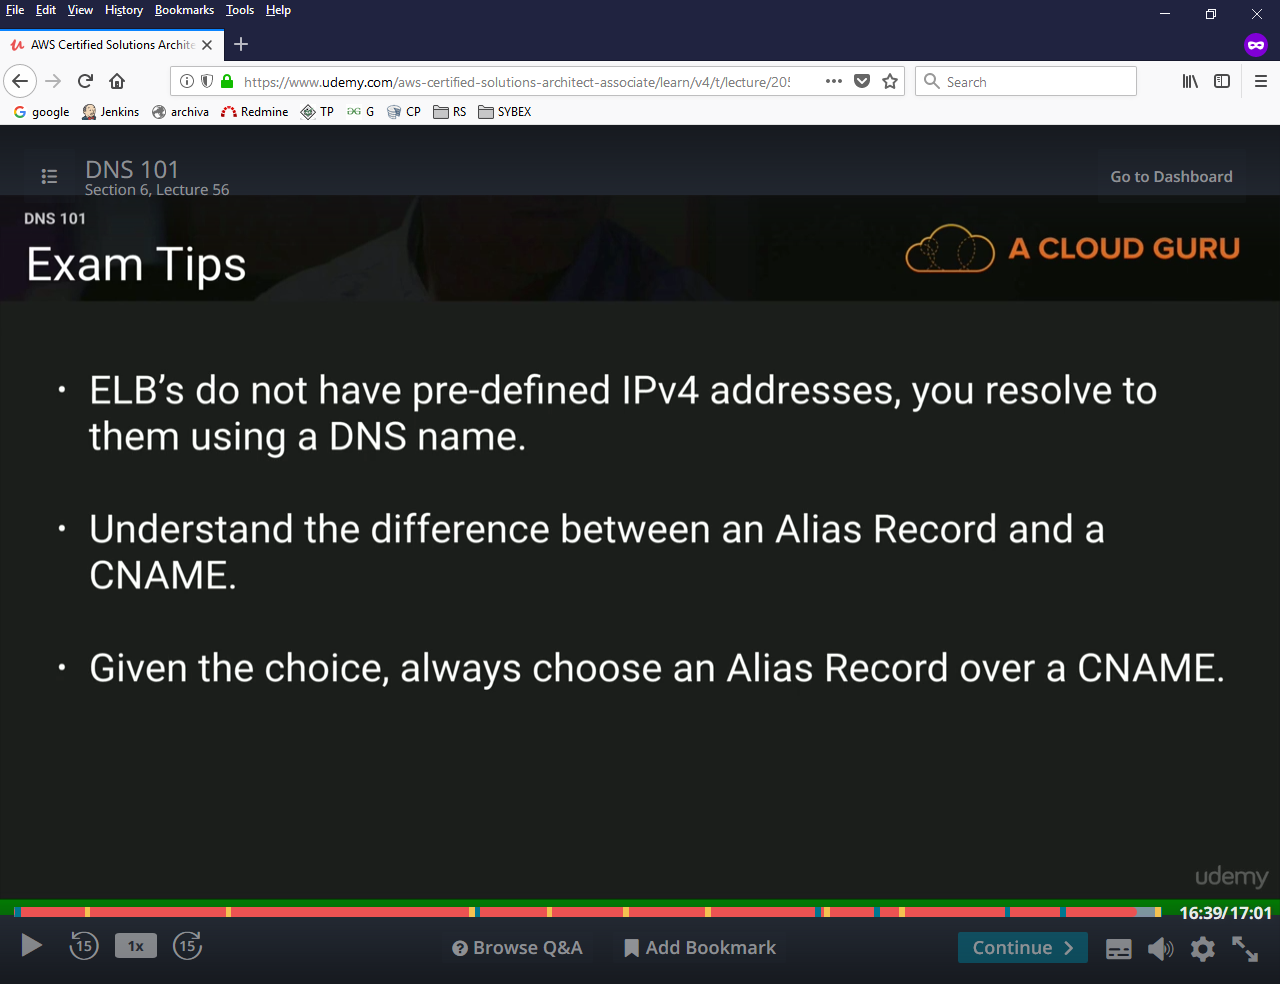 File Edit View History Bookmarks Tools Help
AWS Certified Solutions Archite
https://www.udemy.com/aws-certified-solutions-architect-associate/learn/v4/t/lecture/205
Search
google Jenkins archiva Redmine TP G CP RS SYBEX
DNS 101
Section 6, Lecture 56
Go to Dashboard
DNS 101
Exam Tips
A CLOUD GURU
· ELB’s do not have pre-defined IPv4 addresses, you resolve to
them using a DNS name.
· Understand the difference between an Alias Record and a
CNAME.
· Given the choice, always choose an Alias Record over a CNAME.
udemy
16:39/17:01
15 1x 15 Browse Q&A Add Bookmark Continue